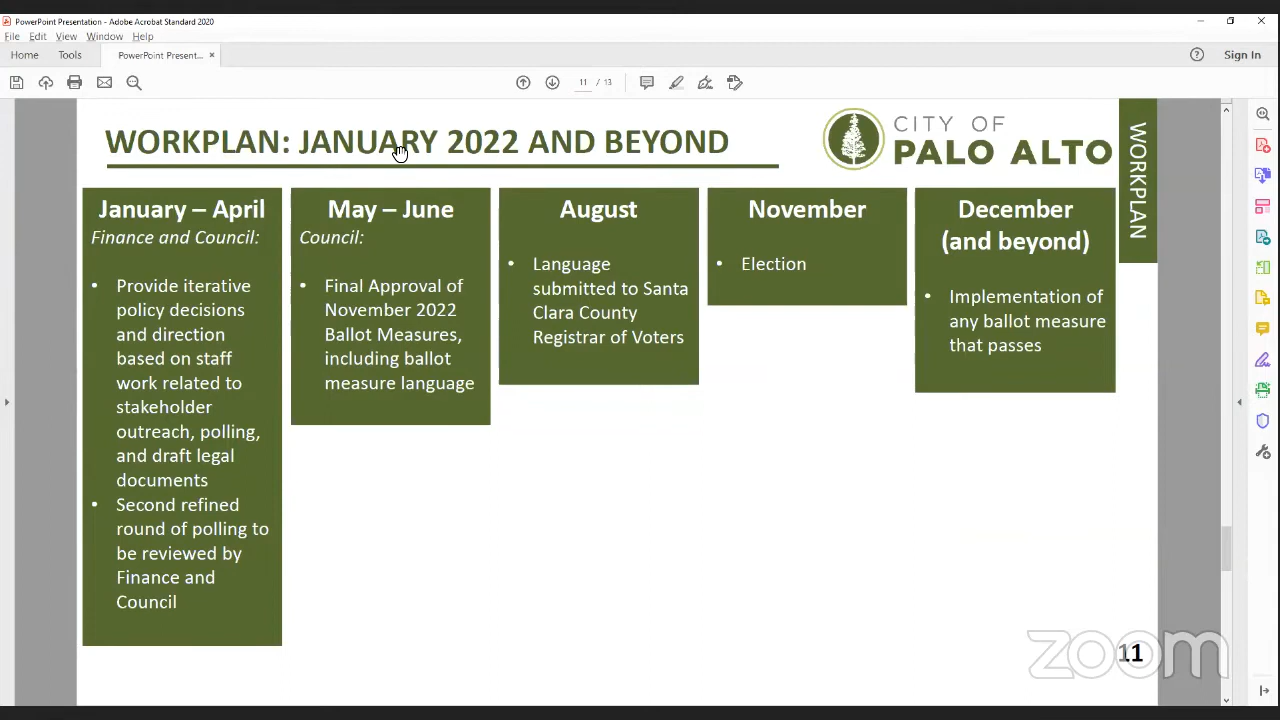 PowerPoint Presentation - Adobe Acrobat Standard 2020
File Edit View Window Help
Home Tools PowerPoint Present... ×
Sign In
11 / 13
WORKPLAN: JANUARY 2022 AND BEYOND
CITY OF
PALO ALTO
WORKPLAN
January – April
Finance and Council:
• Provide iterative
policy decisions
and direction
based on staff
work related to
stakeholder
outreach, polling,
and draft legal
documents
• Second refined
round of polling to
be reviewed by
Finance and
Council
May – June
Council:
• Final Approval of
November 2022
Ballot Measures,
including ballot
measure language
August
• Language
submitted to Santa
Clara County
Registrar of Voters
November
• Election
December
(and beyond)
• Implementation of
any ballot measure
that passes
zoom
11